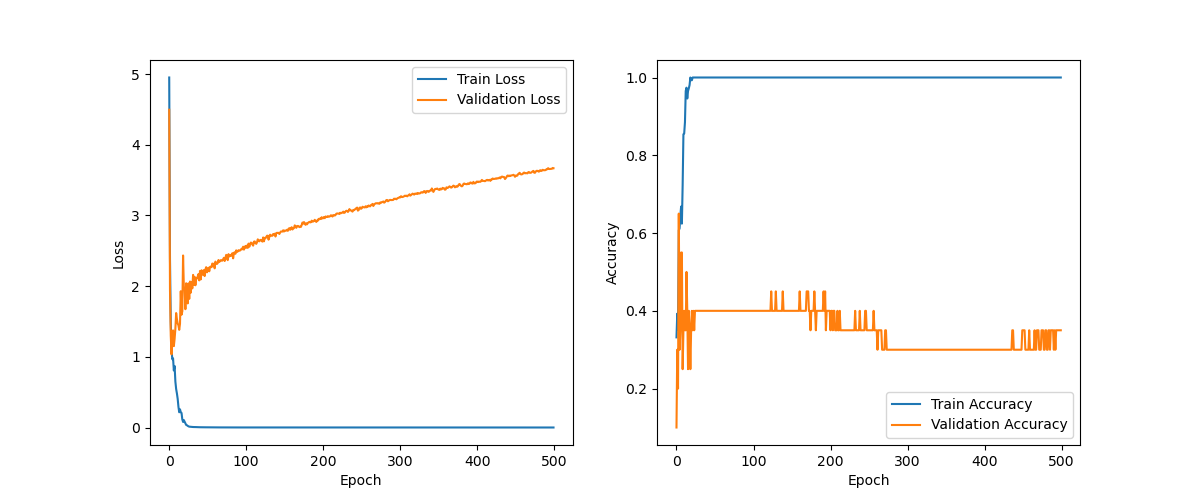 5
4
3
2
1
0
Loss
0 100 200 300 400 500
Epoch
Train Loss
Validation Loss
1.0
0.8
0.6
0.4
0.2
Accuracy
0 100 200 300 400 500
Epoch
Train Accuracy
Validation Accuracy